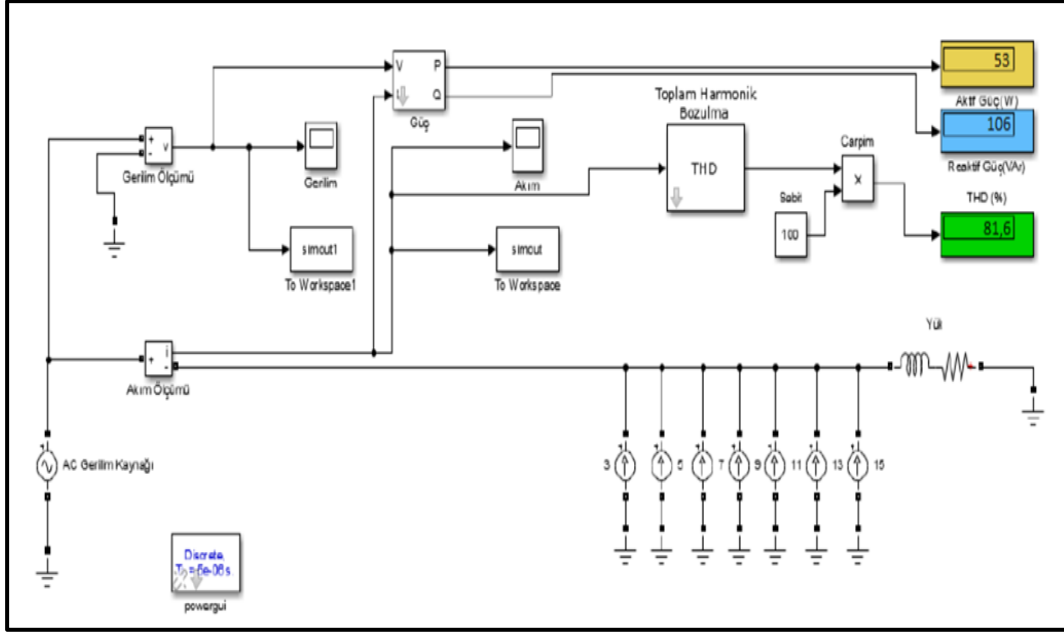 V P
I Q
Güç
53
Aktif Güç(W)
106
Reaktif Güç(VAr)
Toplam Harmonik
Bozulma
THD
Carpim
×
Sabit
100
THD (%)
81,6
+
-
v
Gerilim Ölçümü
Gerilim
Akım
simout1
To Workspace1
simout
To Workspace
+
i
-
Akım Ölçümü
Yük
AC Gerilim Kaynağı
3 5 7 9 11 13 15
Discrete,
powergui